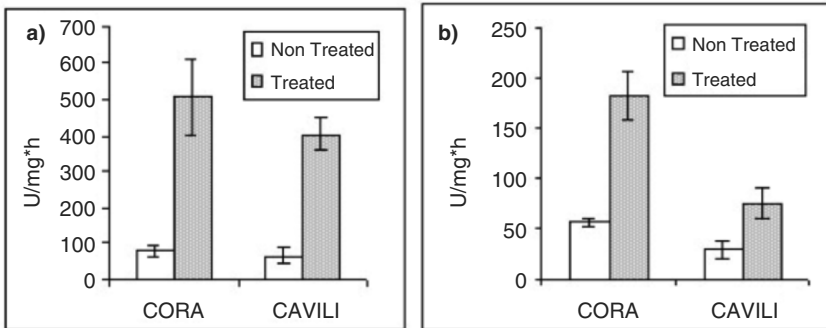 a)
U/mg*h
700
600
500
400
300
200
100
0
Non Treated
Treated
CORA
CAVILI
b)
U/mg*h
250
200
150
100
50
0
Non Treated
Treated
CORA
CAVILI